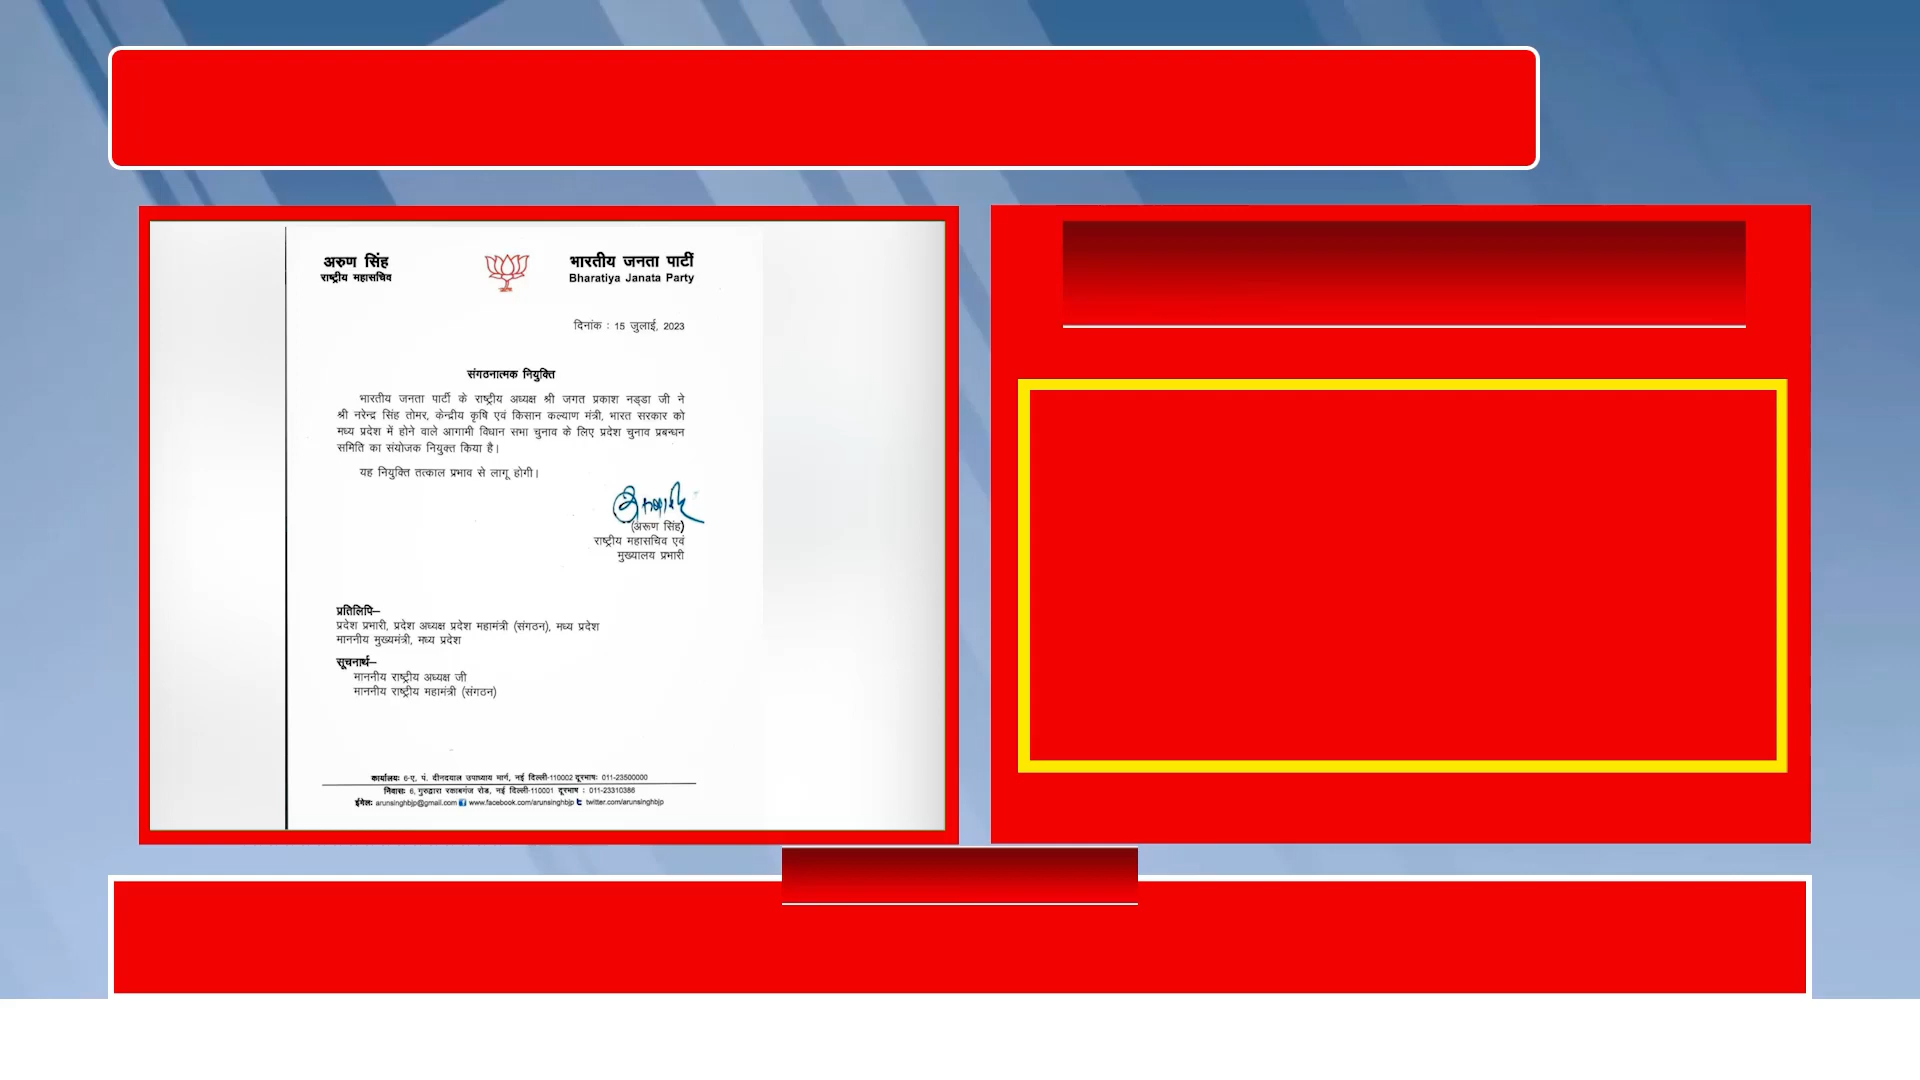 अरुण सिंह
राष्ट्रीय महासचिव
भारतीय जनता पार्टी
Bharatiya Janata Party
दिनांक : 15 जुलाई, 2023
संगठनात्मक नियुक्ति
भारतीय जनता पार्टी के राष्ट्रीय अध्यक्ष श्री जगत प्रकाश नड्डा जी ने
श्री नरेन्द्र सिंह तोमर, केन्द्रीय कृषि एवं किसान कल्याण मंत्री, भारत सरकार को
मध्य प्रदेश में होने वाले आगामी विधान सभा चुनाव के लिए प्रदेश चुनाव प्रबन्धन
समिति का संयोजक नियुक्त किया है।
यह नियुक्ति तत्काल प्रभाव से लागू होगी।
(अरूण सिंह)
राष्ट्रीय महासचिव एवं
मुख्यालय प्रभारी
प्रतिलिपि–
प्रदेश प्रभारी, प्रदेश अध्यक्ष प्रदेश महामंत्री (संगठन), मध्य प्रदेश
माननीय मुख्यमंत्री, मध्य प्रदेश
सूचनार्थ–
माननीय राष्ट्रीय अध्यक्ष जी
माननीय राष्ट्रीय महामंत्री (संगठन)
कार्यालयः 6-ए, पं. दीनदयाल उपाध्याय मार्ग, नई दिल्ली-110002 दूरभाषः 011-23500000
निवासः 6, गुरुद्वारा रकाबगंज रोड, नई दिल्ली-110001 दूरभाष : 011-23310386
ईमेलः arunsinghbjp@gmail.com www.facebook.com/arunsinghbjp twitter.com/arunsinghbjp